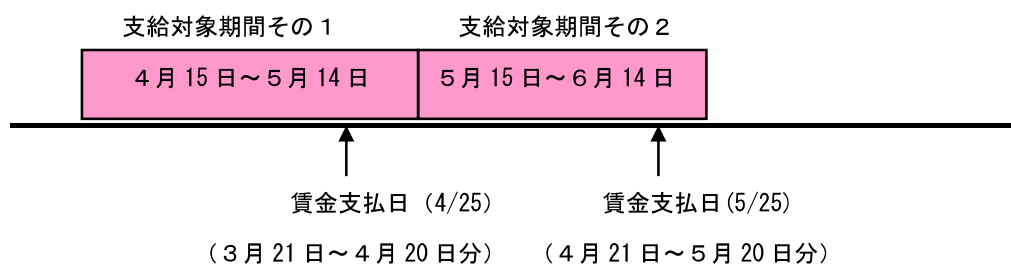 支給対象期間その１ 支給対象期間その２
４月 15 日～５月 14 日 ５月 15 日～６月 14 日
賃金支払日（4/25） 賃金支払日(5/25)
（３月 21 日～４月 20 日分） （４月 21 日～５月 20 日分）